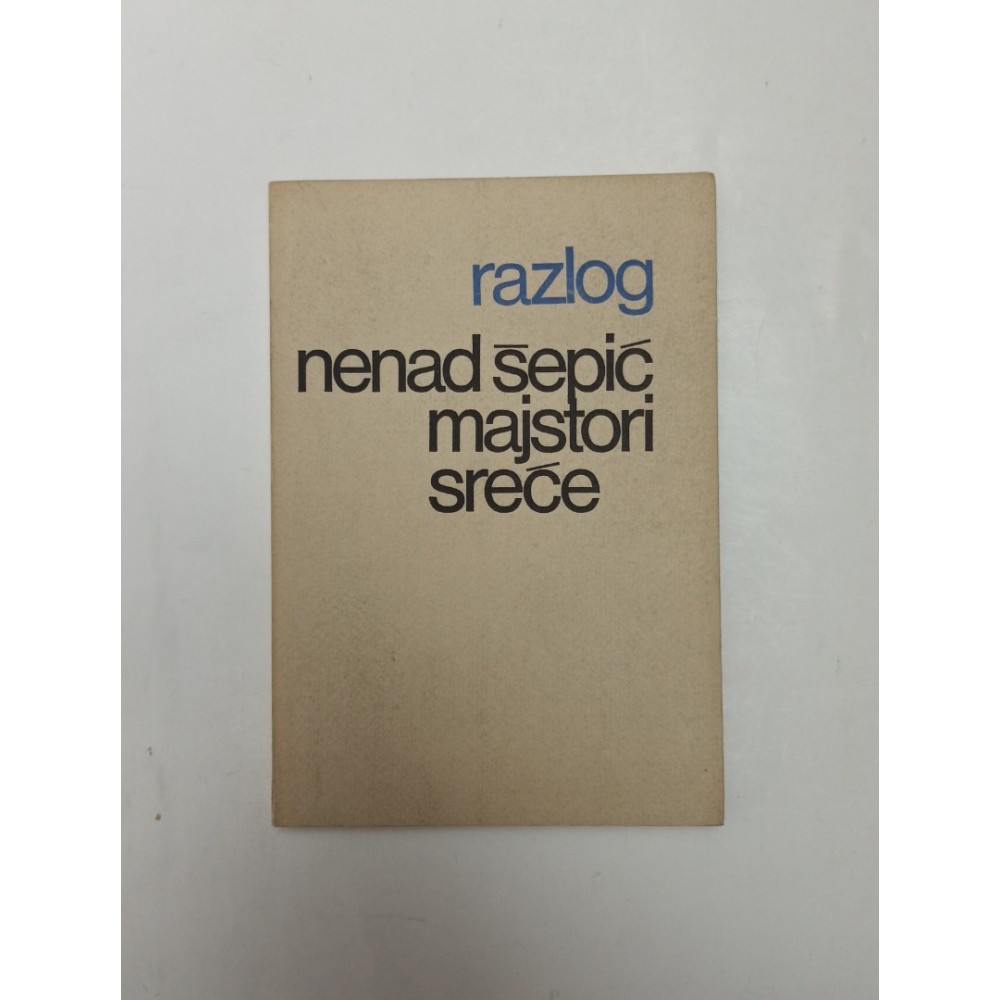 razlog
nenad šepić
majstori
sreće